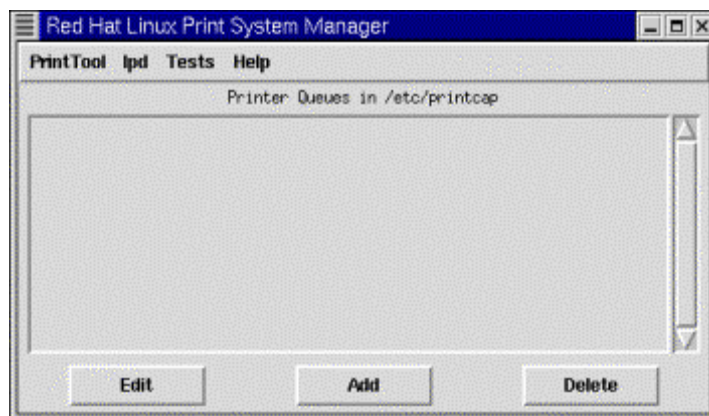 Red Hat Linux Print System Manager
PrintTool lpd Tests Help
Printer Queues in /etc/printcap
Edit Add Delete